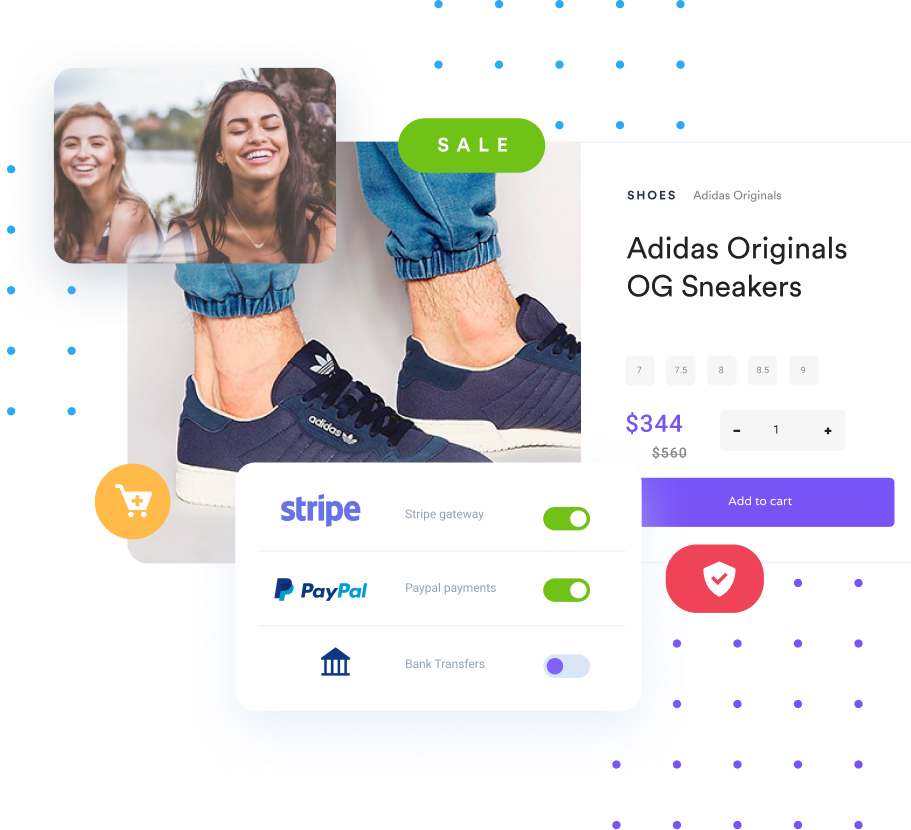 SALE
SHOES Adidas Originals
Adidas Originals
OG Sneakers
7 7.5 8 8.5 9
$344
- 1 +
$560
Add to cart
adidas
stripe Stripe gateway
PayPal Paypal payments
Bank Transfers